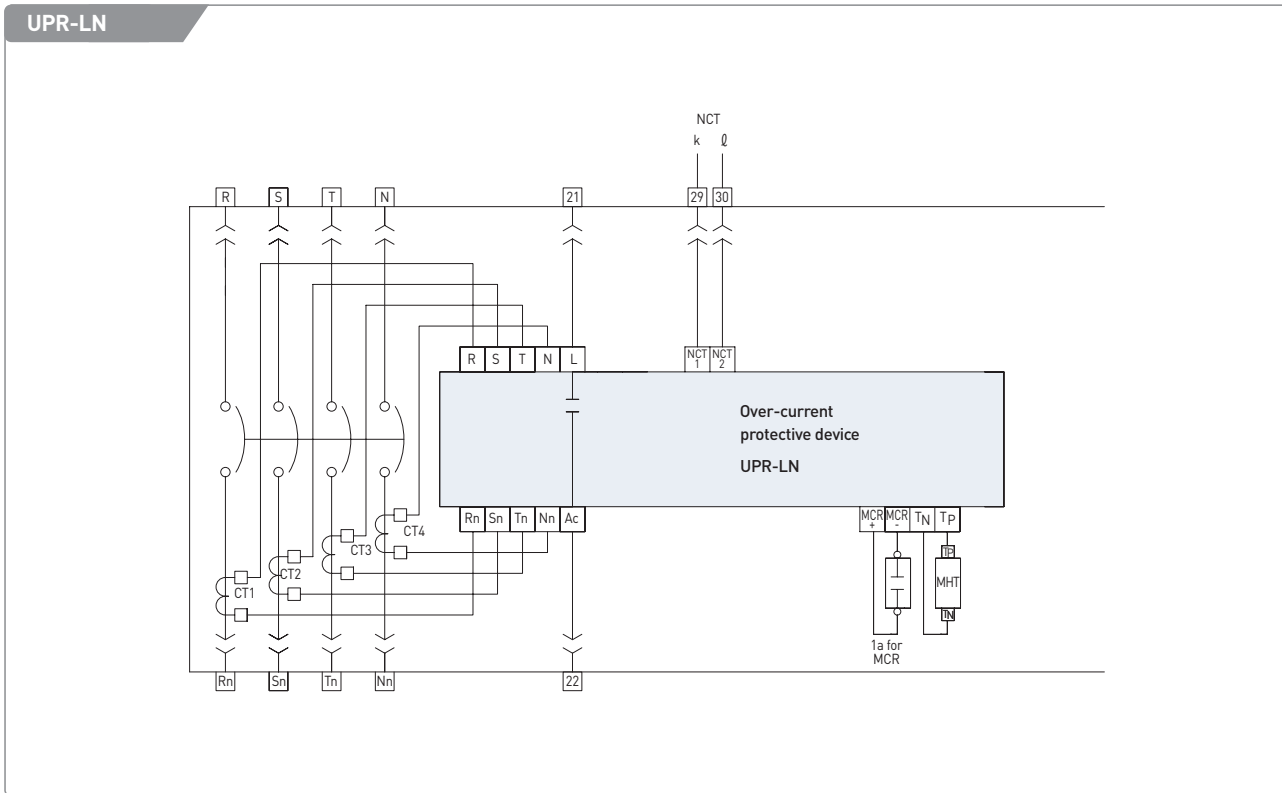 UPR-LN
NCT
k ℓ
R S T N 21 29 30
R S T N L NCT 1 NCT 2
Over-current
protective device
UPR-LN
Rn Sn Tn Nn Ac MCR + MCR - TN TP
CT4
CT3
CT2
CT1
TP
MHT
TN
1a for
MCR
Rn Sn Tn Nn 22